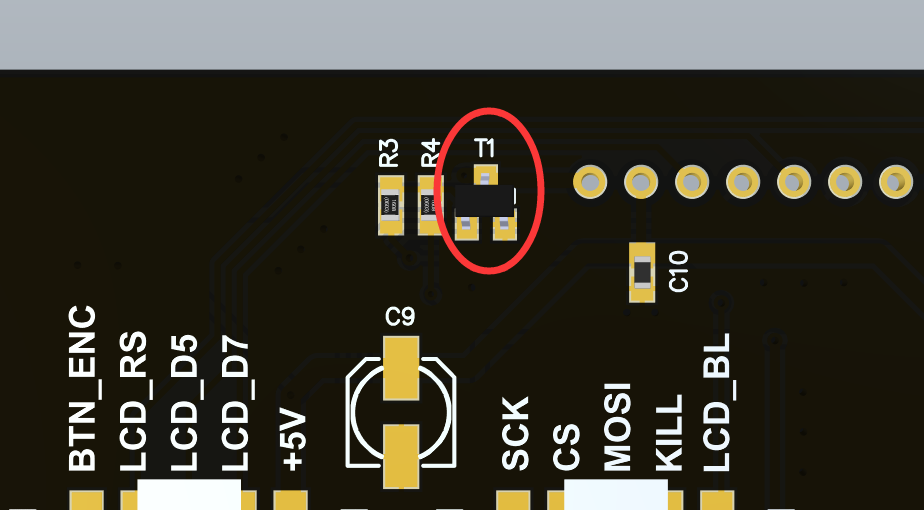 R3
R4
T1
C10
C9
BTN_ENC
LCD_RS
LCD_D5
LCD_D7
+5V
SCK
CS
MOSI
KILL
LCD_BL